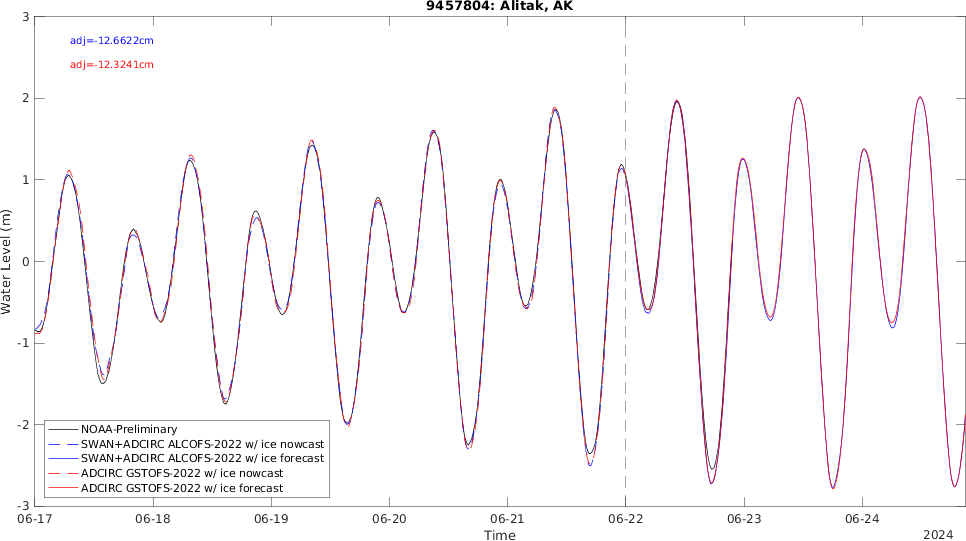 9457804: Alitak, AK
adj=-12.6622cm
adj=-12.3241cm
3
2
1
0
-1
-2
-3
Water Level (m)
NOAA-Preliminary
SWAN+ADCIRC ALCOFS-2022 w/ ice nowcast
SWAN+ADCIRC ALCOFS-2022 w/ ice forecast
ADCIRC GSTOFS-2022 w/ ice nowcast
ADCIRC GSTOFS-2022 w/ ice forecast
06-17 06-18 06-19 06-20 06-21 06-22 06-23 06-24
Time
2024